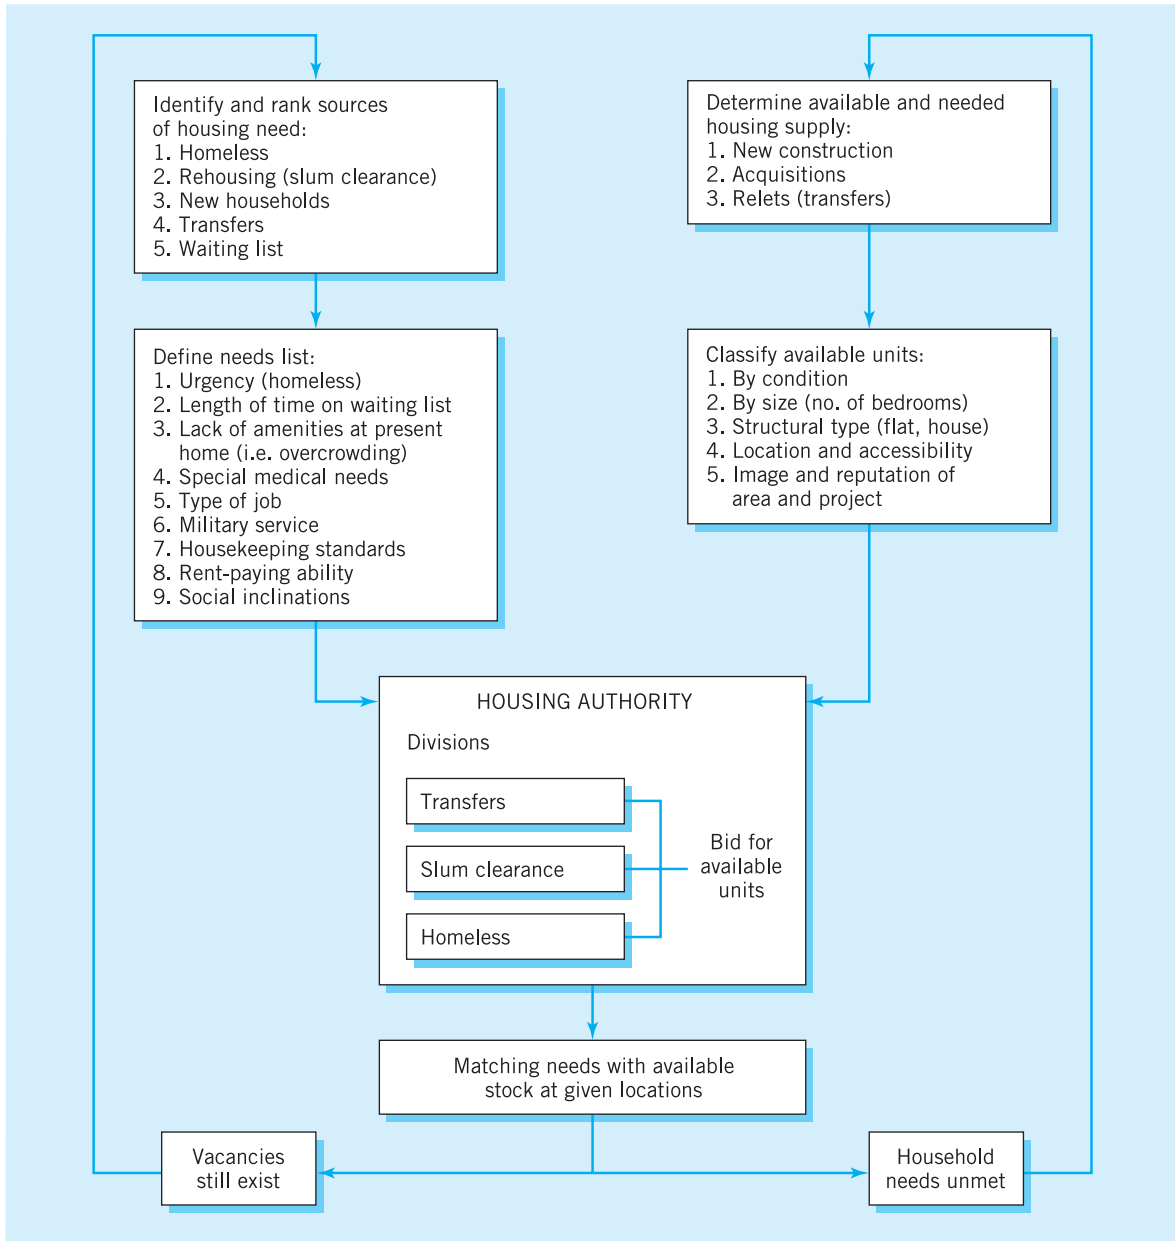 Identify and rank sources
of housing need:
1. Homeless
2. Rehousing (slum clearance)
3. New households
4. Transfers
5. Waiting list
Determine available and needed
housing supply:
1. New construction
2. Acquisitions
3. Relets (transfers)
Define needs list:
1. Urgency (homeless)
2. Length of time on waiting list
3. Lack of amenities at present
home (i.e. overcrowding)
4. Special medical needs
5. Type of job
6. Military service
7. Housekeeping standards
8. Rent-paying ability
9. Social inclinations
Classify available units:
1. By condition
2. By size (no. of bedrooms)
3. Structural type (flat, house)
4. Location and accessibility
5. Image and reputation of
area and project
HOUSING AUTHORITY
Divisions
Transfers
Slum clearance
Homeless
Bid for
available
units
Matching needs with available
stock at given locations
Vacancies
still exist
Household
needs unmet